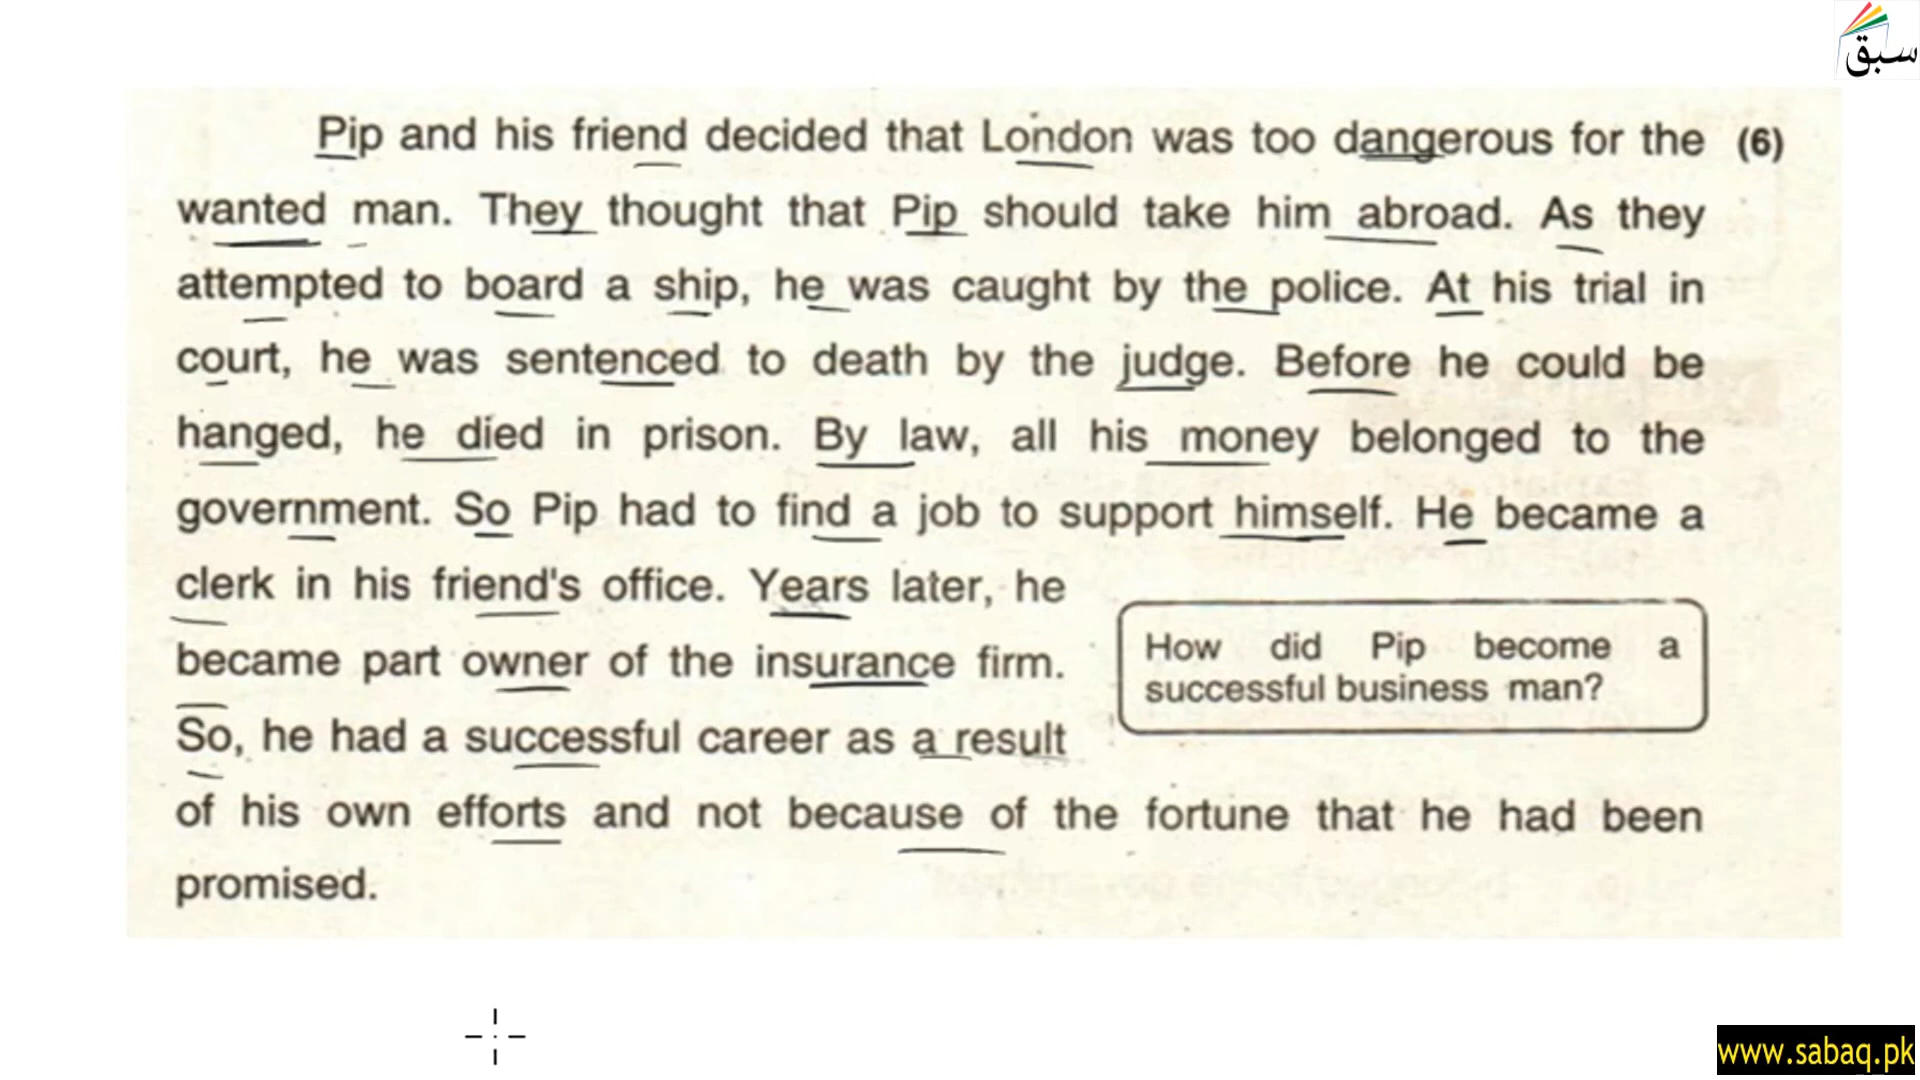 سبق
Pip and his friend decided that London was too dangerous for the (6)
wanted man. They thought that Pip should take him abroad. As they
attempted to board a ship, he was caught by the police. At his trial in
court, he was sentenced to death by the judge. Before he could be
hanged, he died in prison. By law, all his money belonged to the
government. So Pip had to find a job to support himself. He became a
clerk in his friend's office. Years later, he
became part owner of the insurance firm.
So, he had a successful career as a result
of his own efforts and not because of the fortune that he had been
promised.
How did Pip become a
successful business man?
www.sabaq.pk